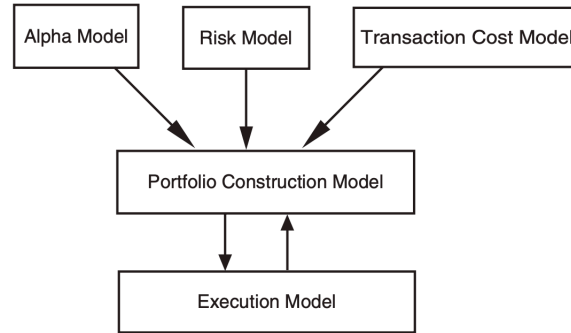 Alpha Model
Risk Model
Transaction Cost Model
Portfolio Construction Model
Execution Model